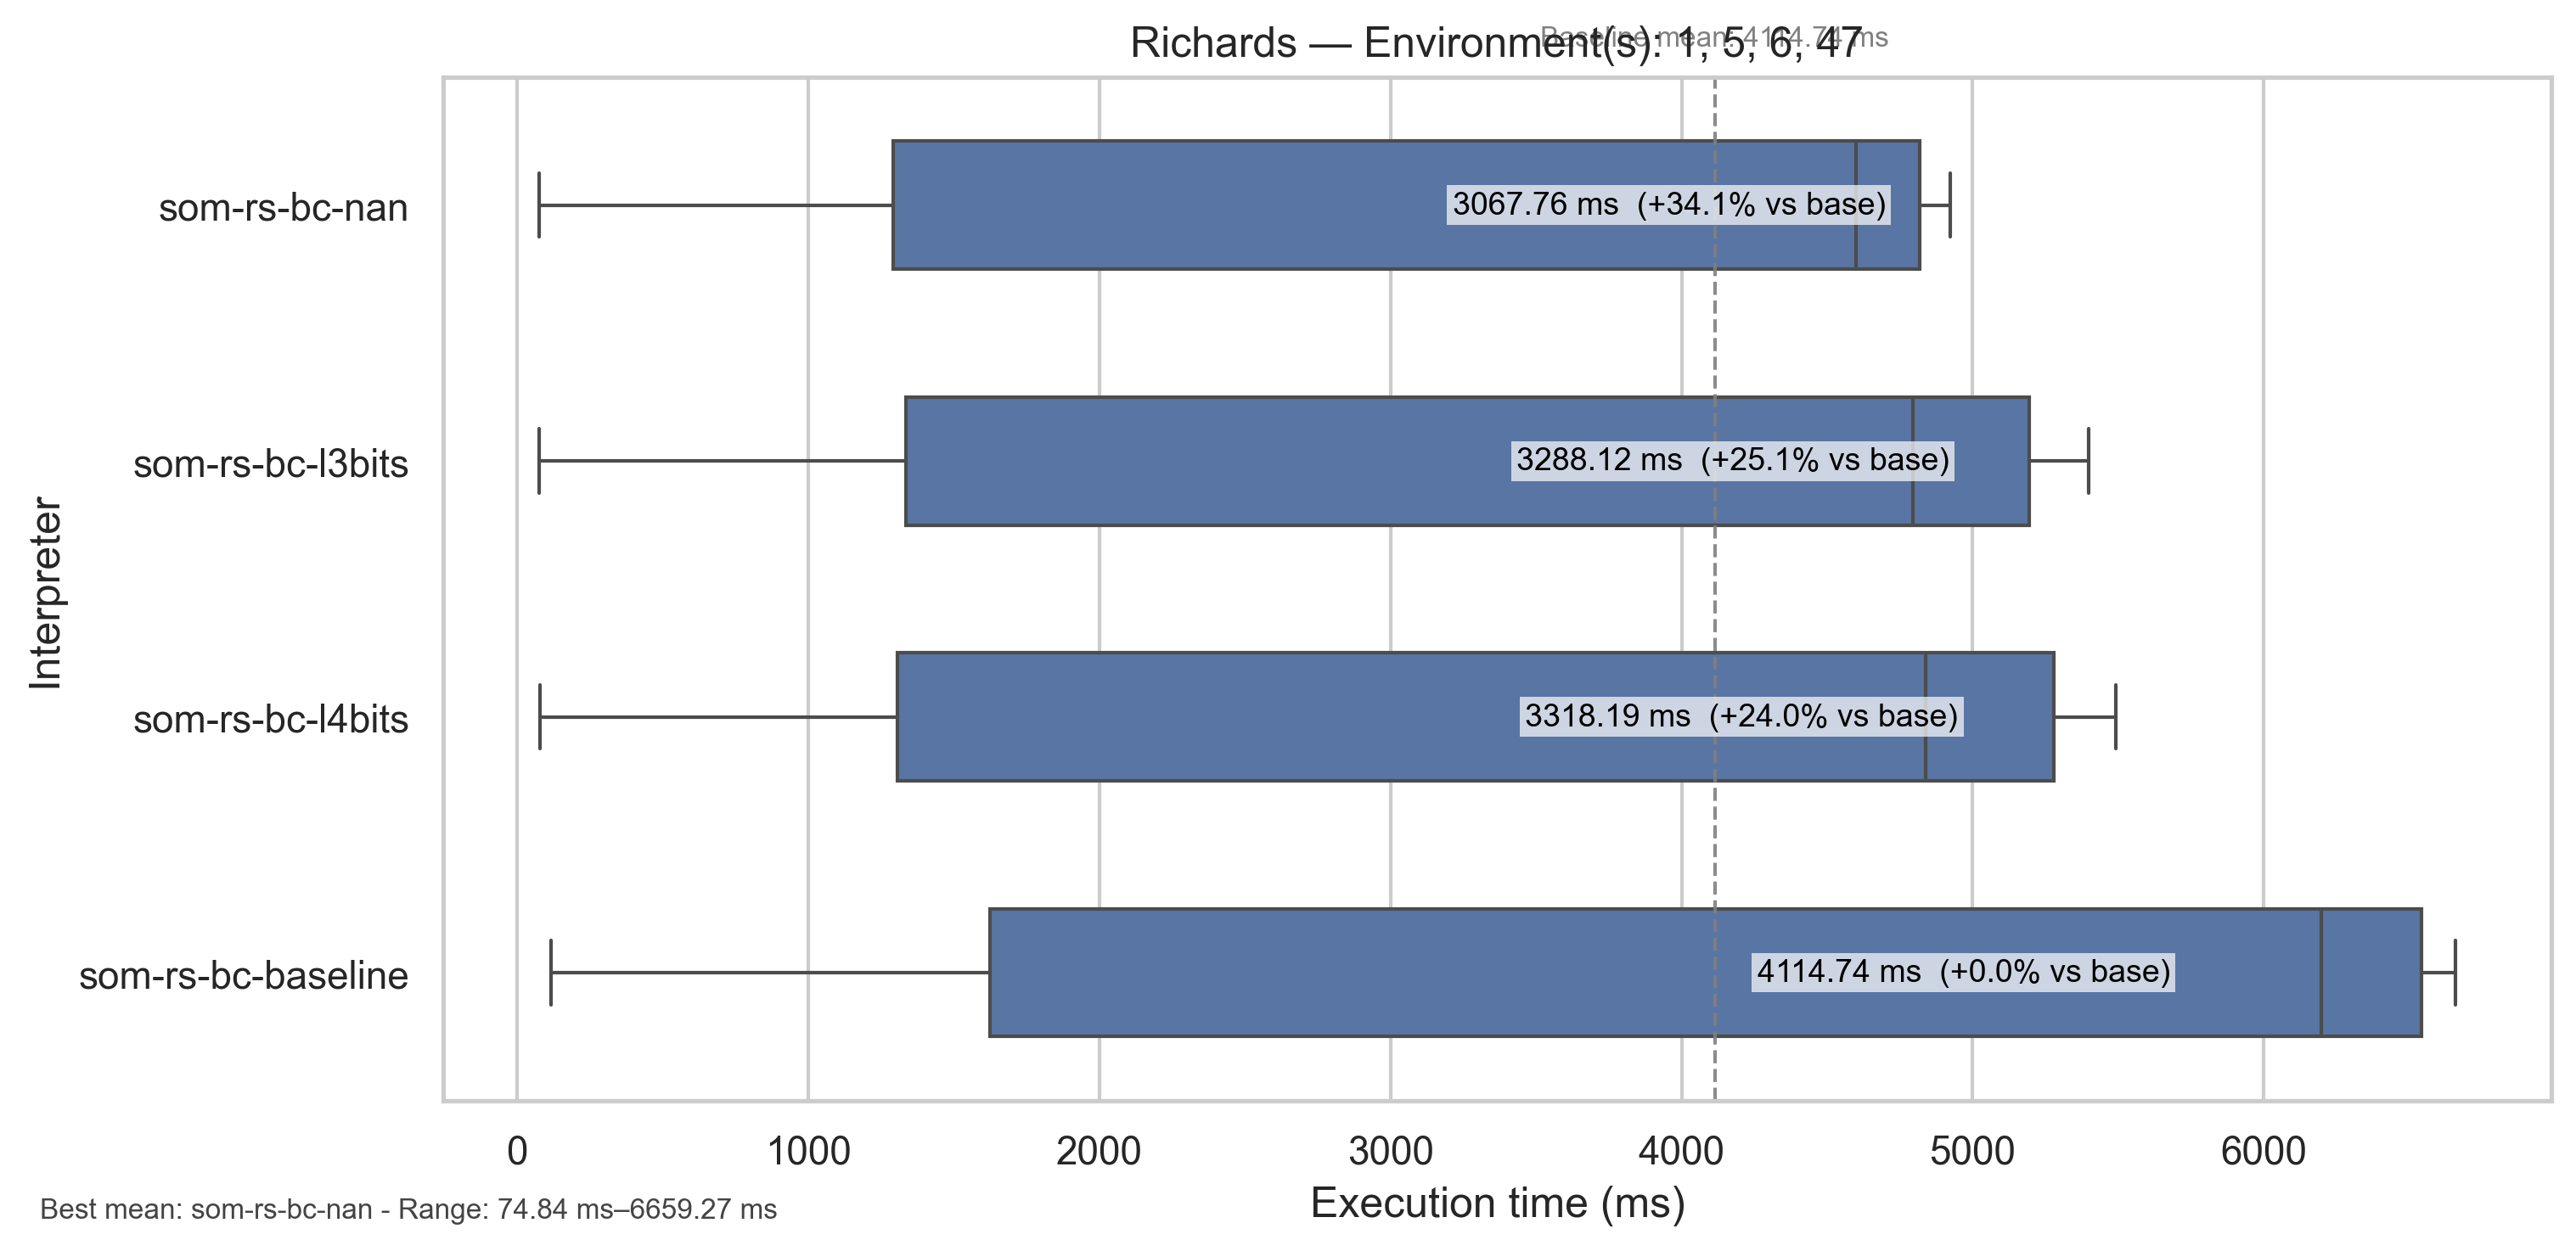 Richards — Environment(s): 1, 5, 6, 47
Baseline mean: 4114.74 ms
som-rs-bc-nan
3067.76 ms (+34.1% vs base)
som-rs-bc-l3bits
3288.12 ms (+25.1% vs base)
som-rs-bc-l4bits
3318.19 ms (+24.0% vs base)
som-rs-bc-baseline
4114.74 ms (+0.0% vs base)
Interpreter
0 1000 2000 3000 4000 5000 6000
Execution time (ms)
Best mean: som-rs-bc-nan - Range: 74.84 ms–6659.27 ms